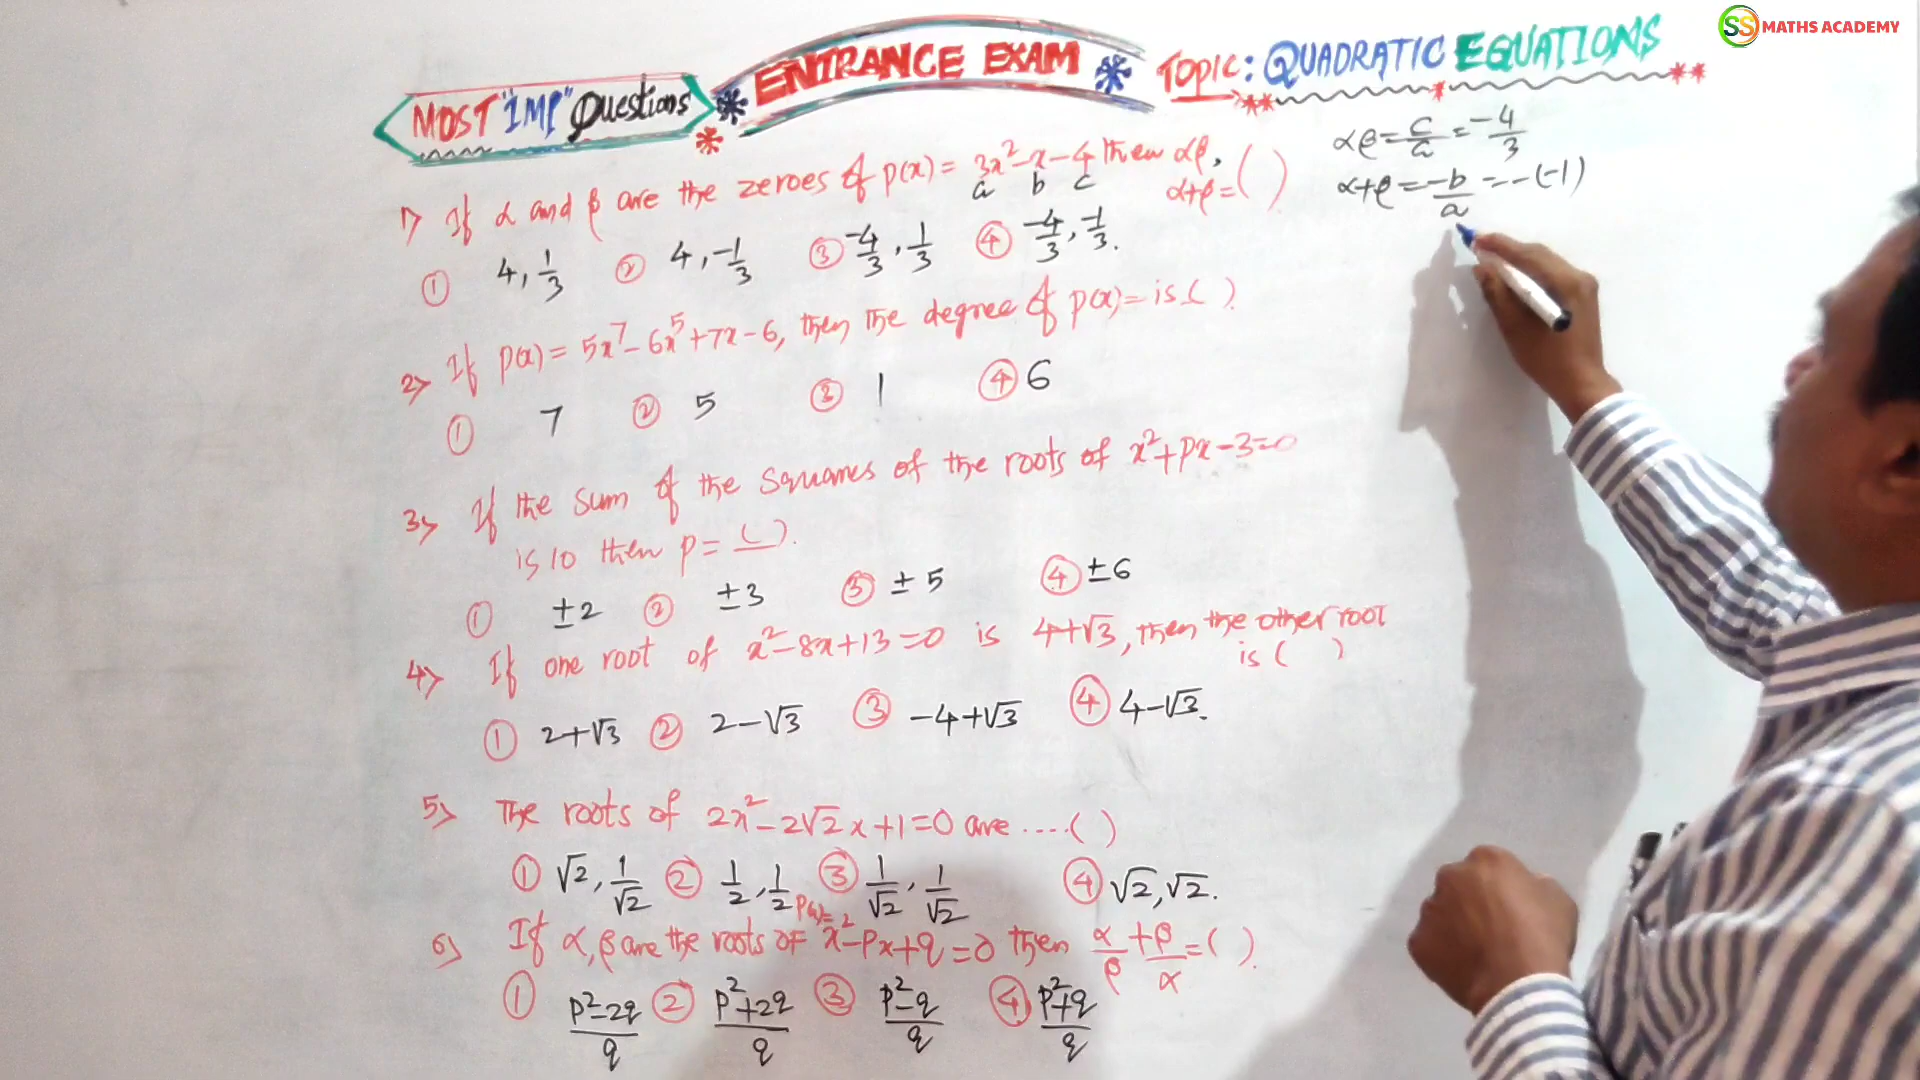 SS MATHS ACADEMY
MOST "IMP" Questions
ENTRANCE EXAM
TOPIC: QUADRATIC EQUATIONS
1) If α and β are the zeroes of p(x) = 3x² - x - 4 then αβ, α+β = ( )
a b c
① 4, 1/3 ② 4, -1/3 ③ -4/3, 1/3 ④ -4/3, -1/3.
αβ = c/a = -4/3
α+β = -b/a = -(-1)
2) If p(x) = 5x⁷ - 6x⁵ + 7x - 6, then the degree of p(x) = is ( ).
① 7 ② 5 ③ 1 ④ 6
3) If the sum of the squares of the roots of x² + px - 3 = 0
is 10 then p = ( ).
① ±2 ② ±3 ③ ±5 ④ ±6
4) If one root of x² - 8x + 13 = 0 is 4+√3, then the other root
is ( )
① 2+√3 ② 2-√3 ③ -4+√3 ④ 4-√3.
5) The roots of 2x² - 2√2x + 1 = 0 are ....( )
① √2, 1/√2 ② 1/2, 1/2 ③ 1/√2, 1/√2 ④ √2, √2.
P(x)=
6) If α, β are the roots of x² - px + q = 0 then α/β + β/α = ( ).
① p²-2q/q ② p²+2q/q ③ p²-q/q ④ p²+q/q